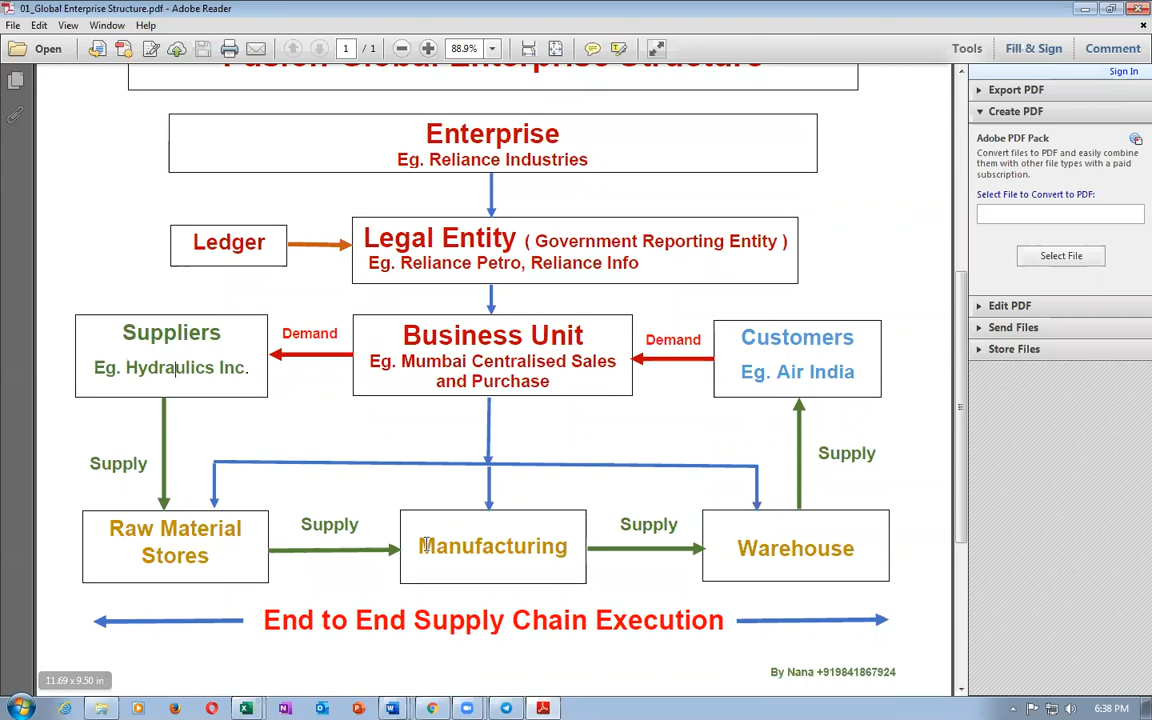 01_Global Enterprise Structure.pdf - Adobe Reader
File Edit View Window Help
Open 1 / 1 88.9% Tools Fill & Sign Comment
Sign In
Export PDF
Create PDF
Adobe PDF Pack
Convert files to PDF and easily combine
them with other file types with a paid
subscription.
Select File to Convert to PDF:
Select File
Edit PDF
Send Files
Store Files
Fusion Global Enterprise Structure
Enterprise
Eg. Reliance Industries
Ledger
Legal Entity ( Government Reporting Entity )
Eg. Reliance Petro, Reliance Info
Suppliers
Eg. Hydraulics Inc.
Demand
Business Unit
Eg. Mumbai Centralised Sales
and Purchase
Demand
Customers
Eg. Air India
Supply
Supply
Raw Material
Stores
Supply
Manufacturing
Supply
Warehouse
End to End Supply Chain Execution
By Nana +919841867924
11.69 x 9.50 in
6:38 PM